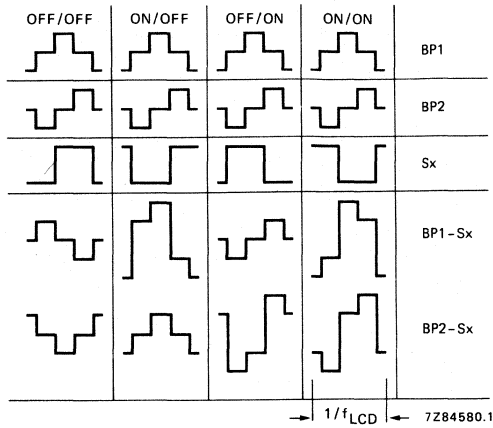 OFF/OFF ON/OFF OFF/ON ON/ON
BP1
BP2
Sx
BP1-Sx
BP2-Sx
1/fLCD 7Z84580.1